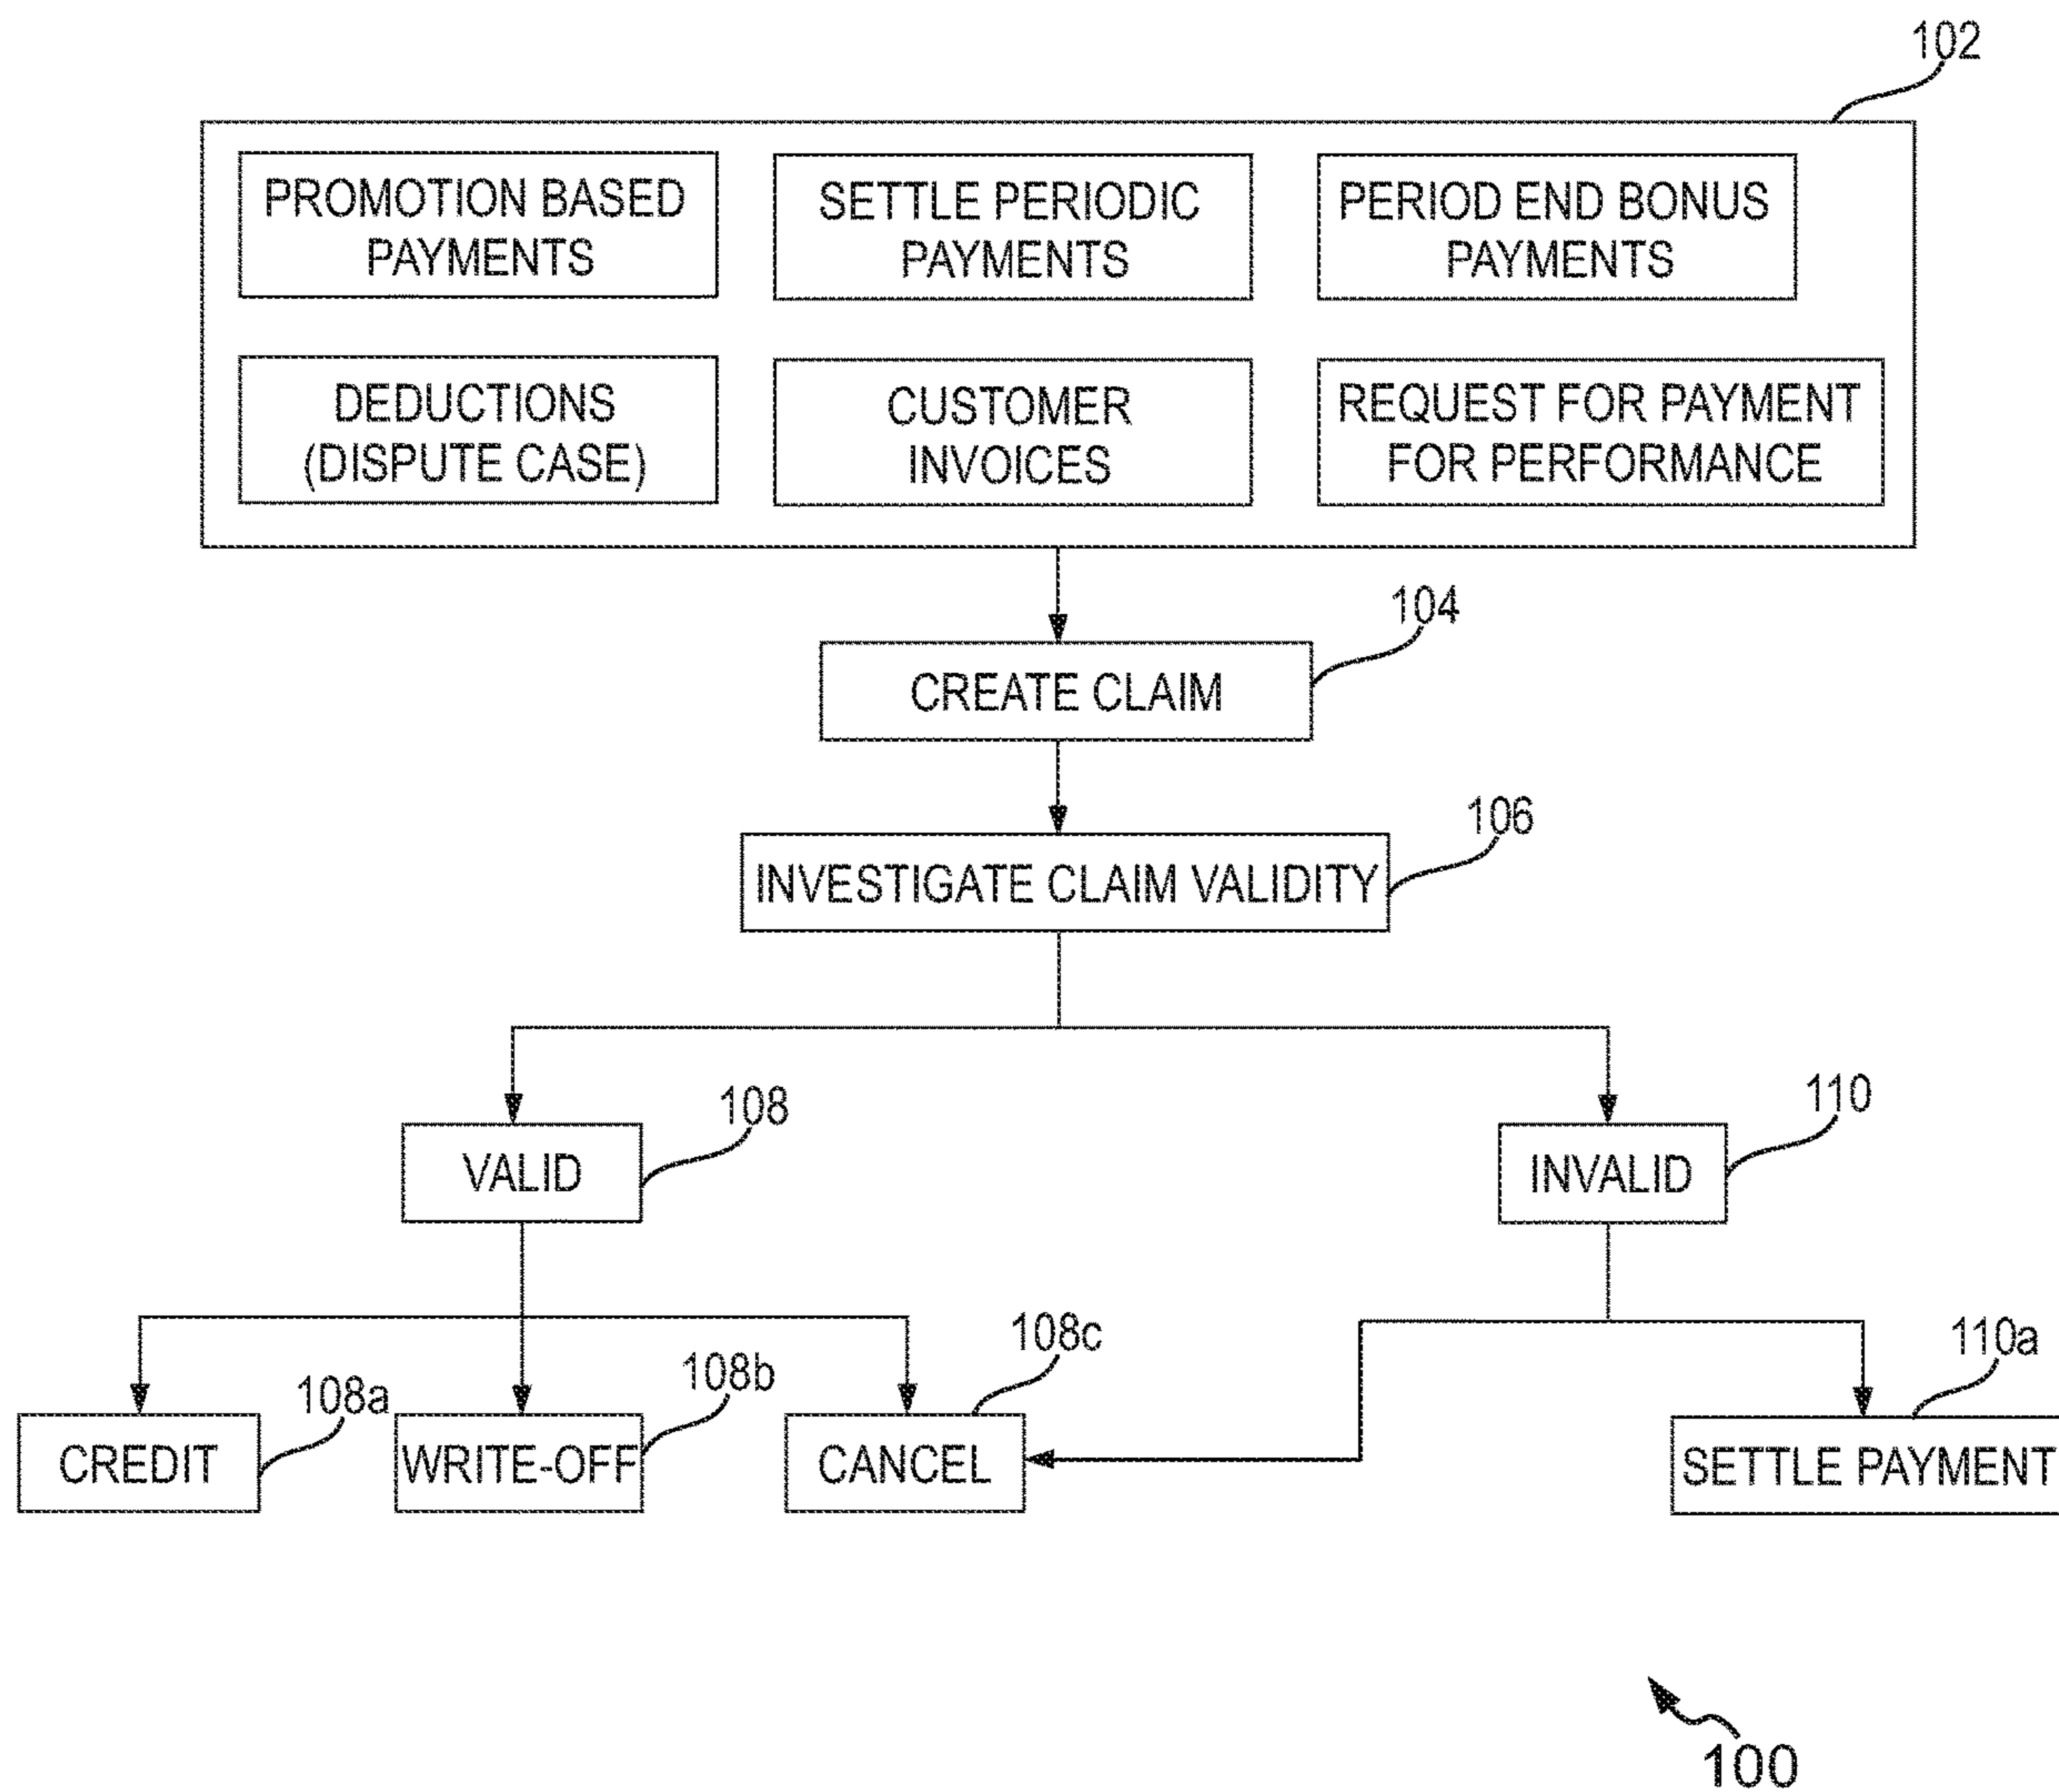 102
PROMOTION BASED
PAYMENTS
SETTLE PERIODIC
PAYMENTS
PERIOD END BONUS
PAYMENTS
DEDUCTIONS
(DISPUTE CASE)
CUSTOMER
INVOICES
REQUEST FOR PAYMENT
FOR PERFORMANCE
104
CREATE CLAIM
106
INVESTIGATE CLAIM VALIDITY
108
VALID
110
INVALID
108a
CREDIT
108b
WRITE-OFF
108c
CANCEL
110a
SETTLE PAYMENT
100